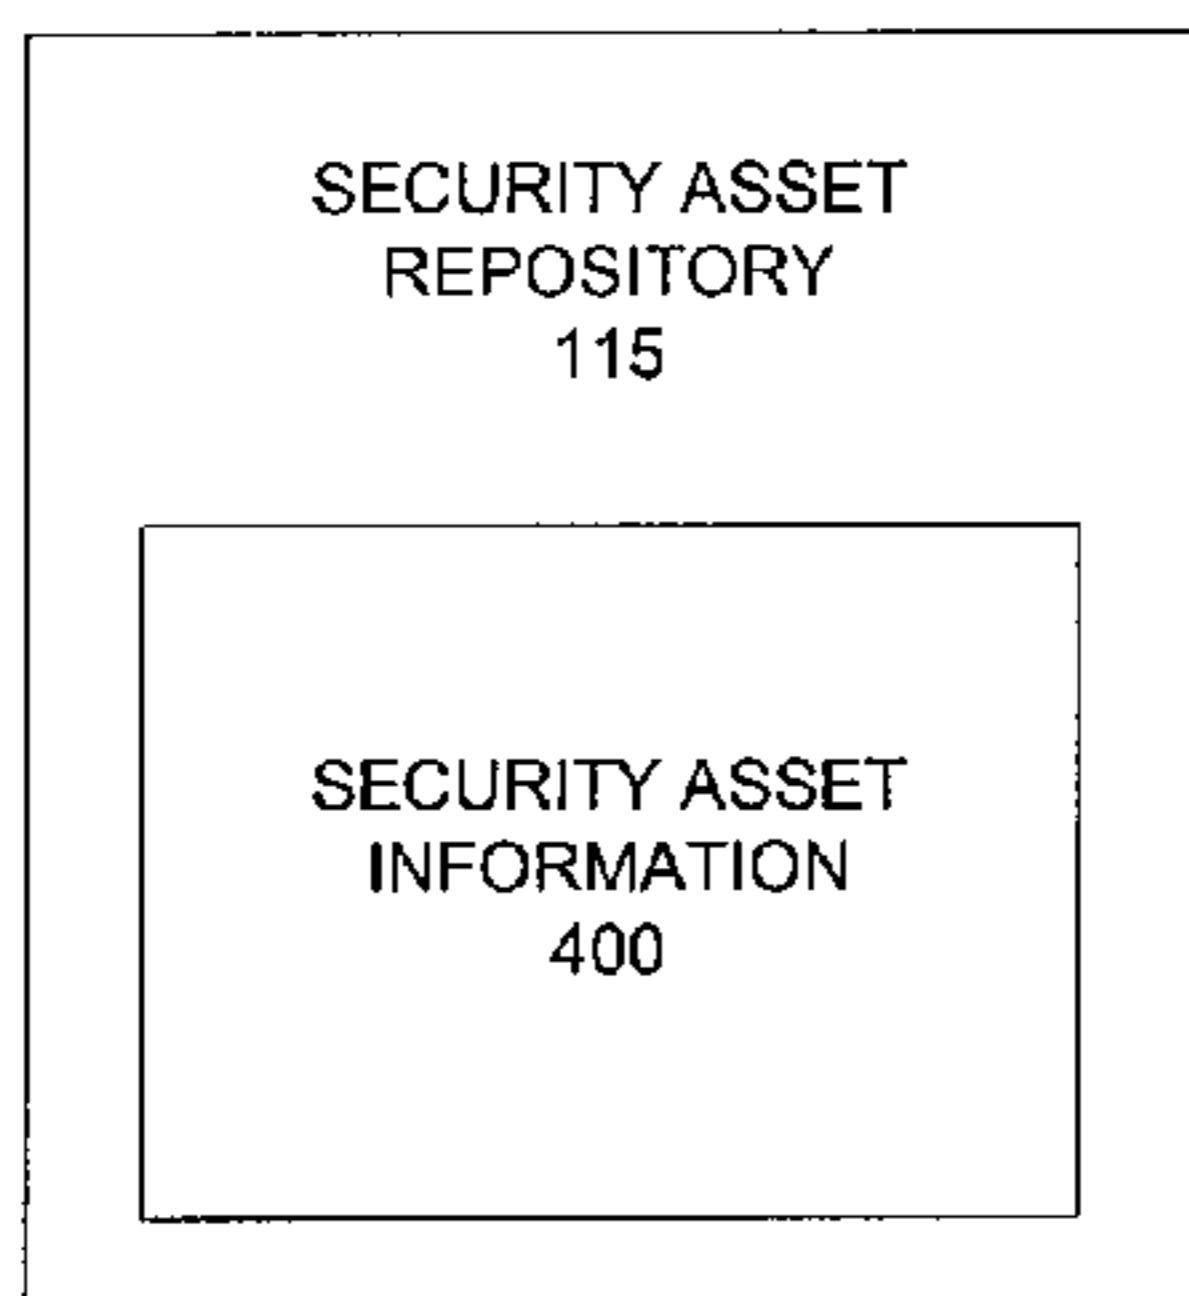 SECURITY ASSET
REPOSITORY
115
SECURITY ASSET
INFORMATION
400